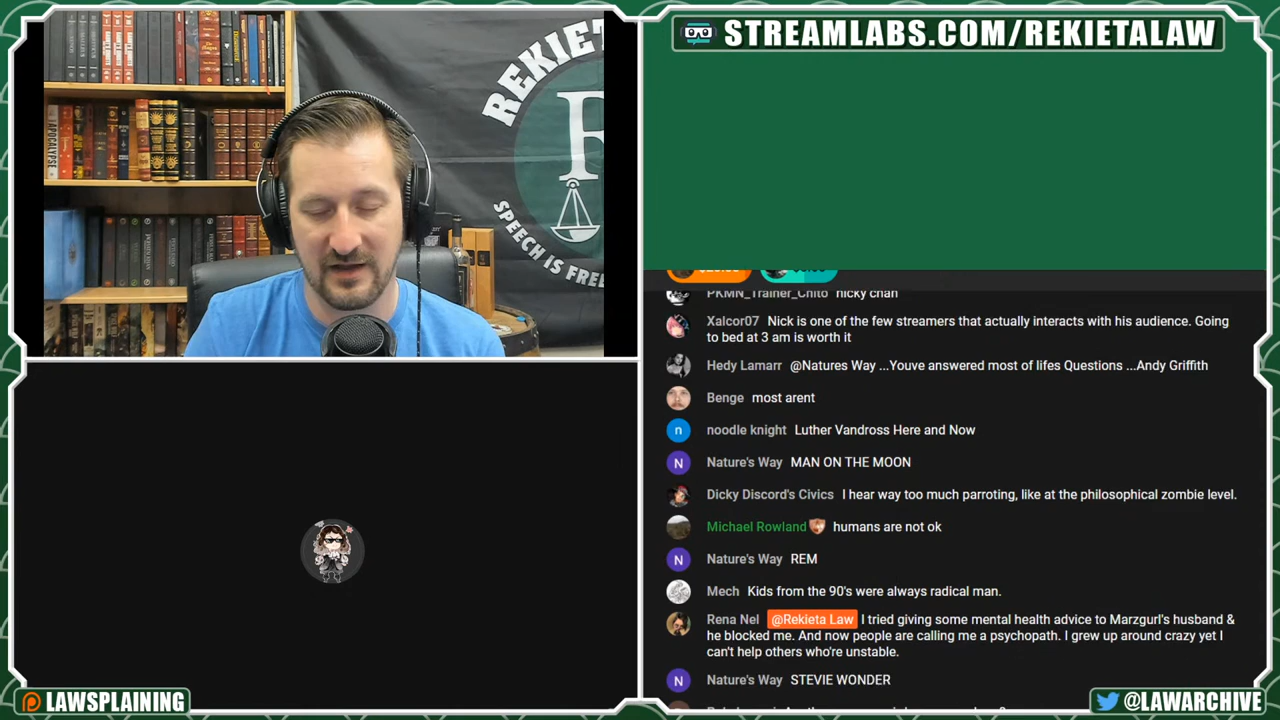 STREAMLABS.COM/REKIETALAW
REKIET
SPEECH IS FREE
APOCALYPSE
PKMN_Trainer_Chito nicky chan
Xalcor07 Nick is one of the few streamers that actually interacts with his audience. Going
to bed at 3 am is worth it
Hedy Lamarr @Natures Way ...Youve answered most of lifes Questions ...Andy Griffith
Benge most arent
n
noodle knight Luther Vandross Here and Now
N
Nature's Way MAN ON THE MOON
Dicky Discord's Civics I hear way too much parroting, like at the philosophical zombie level.
Michael Rowland humans are not ok
N
Nature's Way REM
Mech Kids from the 90's were always radical man.
Rena Nel @Rekieta Law I tried giving some mental health advice to Marzgurl's husband &
he blocked me. And now people are calling me a psychopath. I grew up around crazy yet I
can't help others who're unstable.
N
Nature's Way STEVIE WONDER
LAWSPLAINING
@LAWARCHIVE